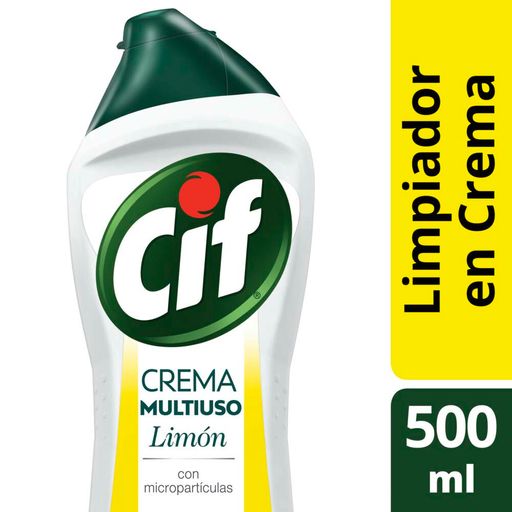 Cif
®
CREMA
MULTIUSO
Limón
con
micropartículas
Limpiador
en Crema
500
ml